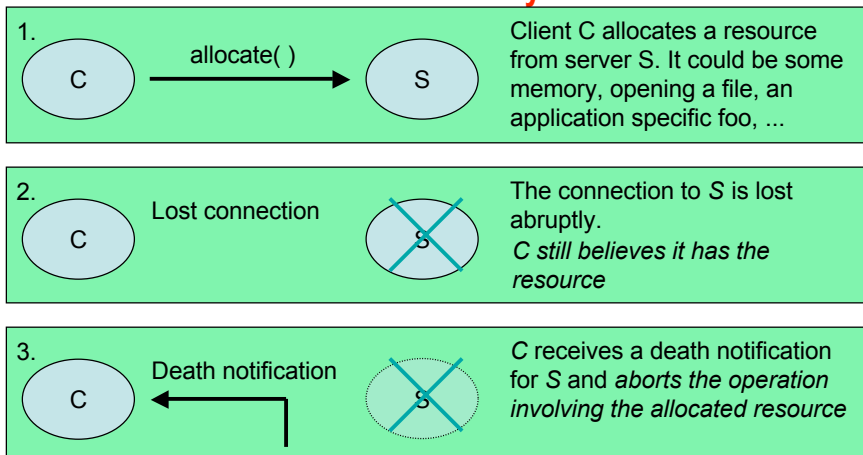 1.
C
allocate( )
S
Client C allocates a resource
from server S. It could be some
memory, opening a file, an
application specific foo, ...
2.
C
Lost connection
S
The connection to S is lost
abruptly.
C still believes it has the
resource
3.
C
Death notification
S
C receives a death notification
for S and aborts the operation
involving the allocated resource